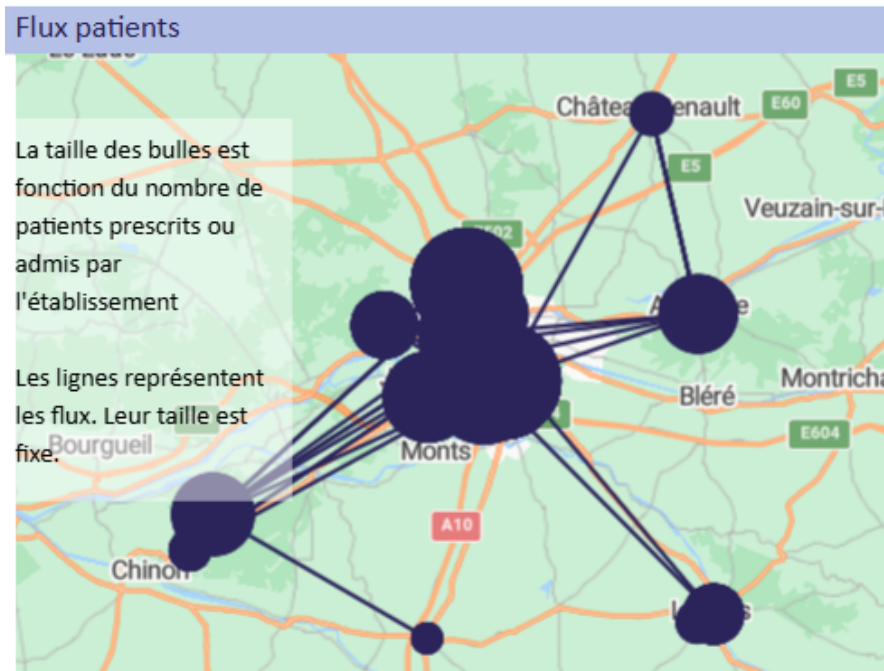 Flux patients
La taille des bulles est
fonction du nombre de
patients prescrits ou
admis par
l'établissement
Les lignes représentent
les flux. Leur taille est
fixe.
E5
E60
E5
Veuzain-sur-
Bléré
Montricha
E604
Bourgueil
Monts
A10
Chinon